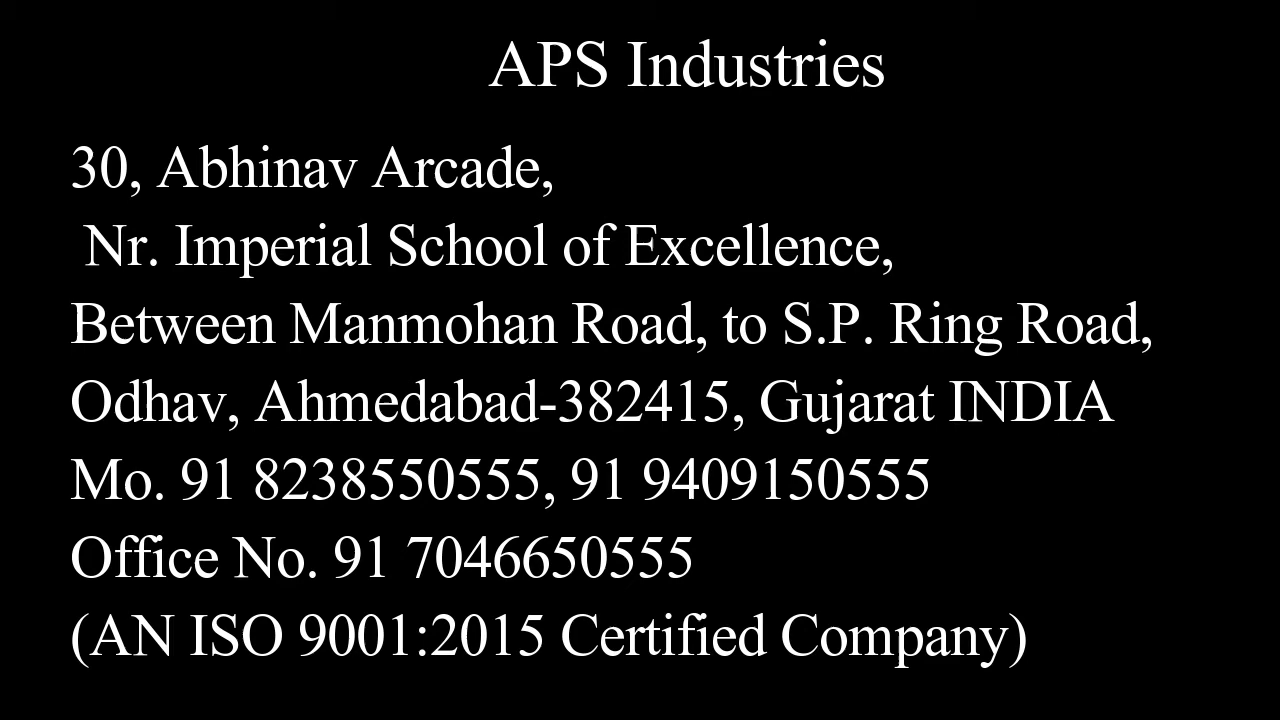 APS Industries
30, Abhinav Arcade,
Nr. Imperial School of Excellence,
Between Manmohan Road, to S.P. Ring Road,
Odhav, Ahmedabad-382415, Gujarat INDIA
Mo. 91 8238550555, 91 9409150555
Office No. 91 7046650555
(AN ISO 9001:2015 Certified Company)